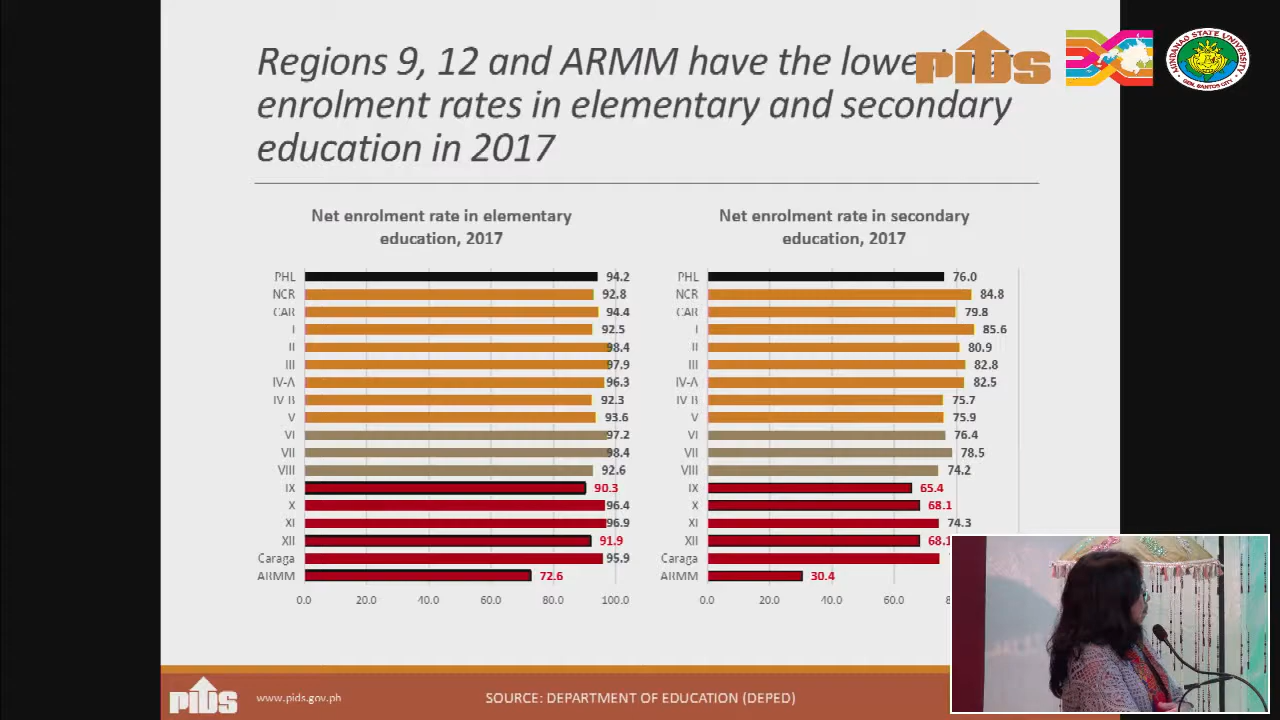 Regions 9, 12 and ARMM have the
enrolment rates in elementary and secondary
education in 2017
PIDS
MINDANAO STATE UNIVERSITY
GEN. SANTOS CITY
Net enrolment rate in elementary
education, 2017
PHL 94.2
NCR 92.8
CAR 94.4
I 92.5
II 98.4
III 97.9
IV-A 96.3
IV B 92.3
V 93.6
VI 97.2
VII 98.4
VIII 92.6
IX 90.3
X 96.4
XI 96.9
XII 91.9
Caraga 95.9
ARMM 72.6
0.0 20.0 40.0 60.0 80.0 100.0
Net enrolment rate in secondary
education, 2017
PHL 76.0
NCR 84.8
CAR 79.8
I 85.6
II 80.9
III 82.8
IV-A 82.5
IV B 75.7
V 75.9
VI 76.4
VII 78.5
VIII 74.2
IX 65.4
X 68.1
XI 74.3
XII 68.1
Caraga
ARMM 30.4
0.0 20.0 40.0 60.0
PIDS
www.pids.gov.ph
SOURCE: DEPARTMENT OF EDUCATION (DEPED)